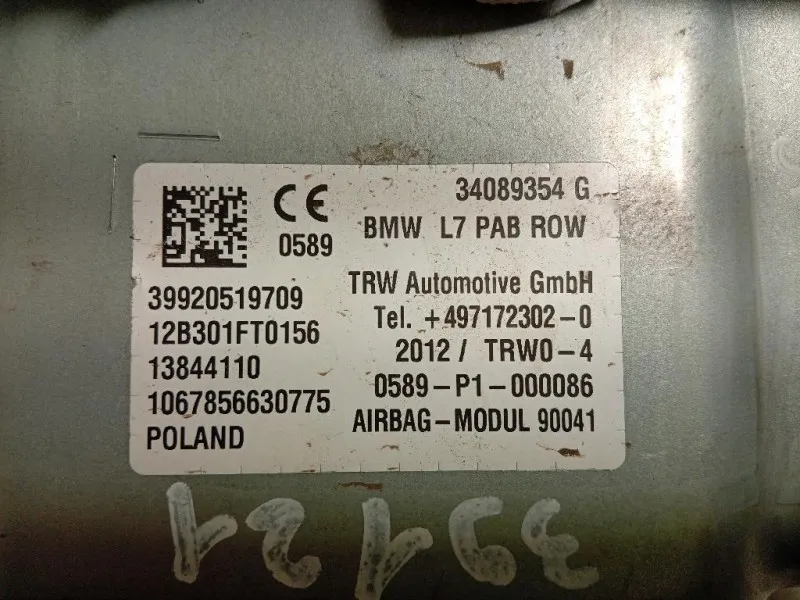 34089354 G
CE
0589
BMW L7 PAB ROW
39920519709
12B301FT0156
13844110
1067856630775
POLAND
TRW Automotive GmbH
Tel. +497172302-0
2012 / TRW0-4
0589-P1-000086
AIRBAG-MODUL 90041
39121